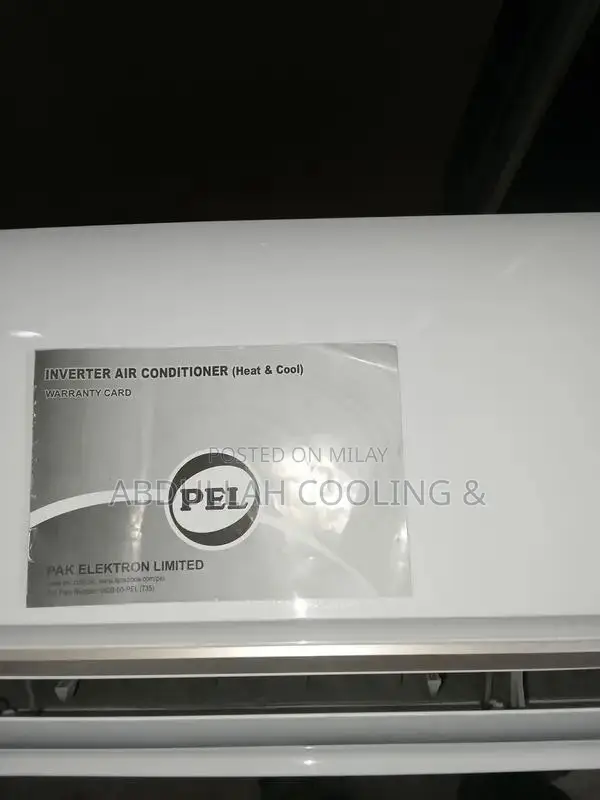 INVERTER AIR CONDITIONER (Heat & Cool)
WARRANTY CARD
POSTED ON MILAY
ABDULLAH COOLING &
PEL
PAK ELEKTRON LIMITED